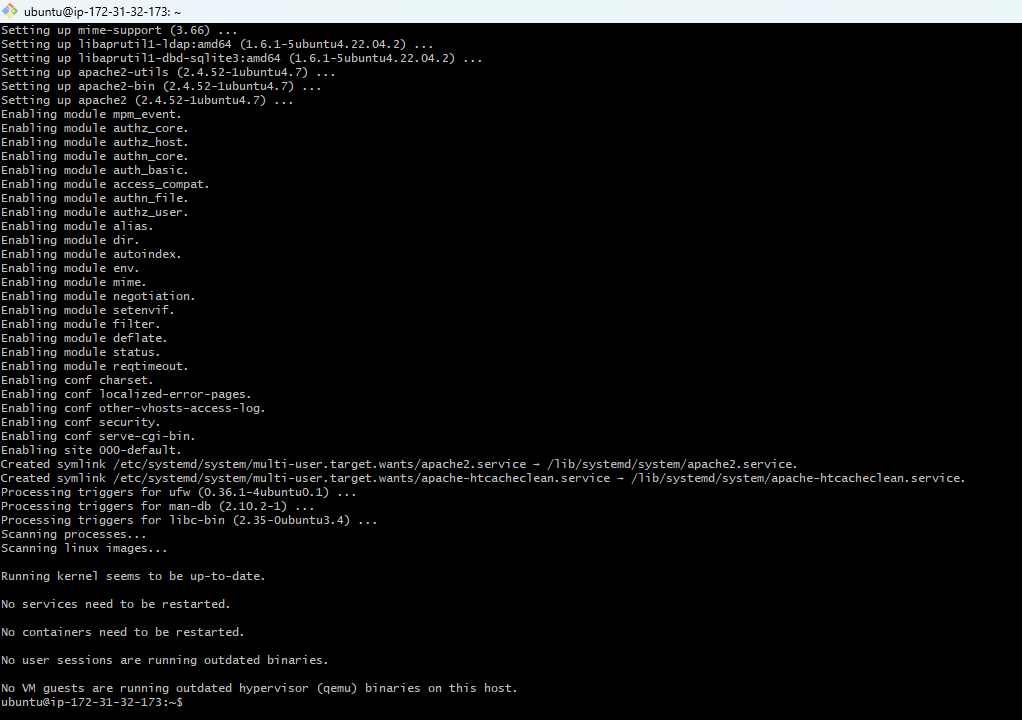 ubuntu@ip-172-31-32-173: ~
Setting up mime-support (3.66) ...
Setting up libaprutil1-ldap:amd64 (1.6.1-5ubuntu4.22.04.2) ...
Setting up libaprutil1-dbd-sqlite3:amd64 (1.6.1-5ubuntu4.22.04.2) ...
Setting up apache2-utils (2.4.52-1ubuntu4.7) ...
Setting up apache2-bin (2.4.52-1ubuntu4.7) ...
Setting up apache2 (2.4.52-1ubuntu4.7) ...
Enabling module mpm_event.
Enabling module authz_core.
Enabling module authz_host.
Enabling module authn_core.
Enabling module auth_basic.
Enabling module access_compat.
Enabling module authn_file.
Enabling module authz_user.
Enabling module alias.
Enabling module dir.
Enabling module autoindex.
Enabling module env.
Enabling module mime.
Enabling module negotiation.
Enabling module setenvif.
Enabling module filter.
Enabling module deflate.
Enabling module status.
Enabling module reqtimeout.
Enabling conf charset.
Enabling conf localized-error-pages.
Enabling conf other-vhosts-access-log.
Enabling conf security.
Enabling conf serve-cgi-bin.
Enabling site 000-default.
Created symlink /etc/systemd/system/multi-user.target.wants/apache2.service → /lib/systemd/system/apache2.service.
Created symlink /etc/systemd/system/multi-user.target.wants/apache-htcacheclean.service → /lib/systemd/system/apache-htcacheclean.service.
Processing triggers for ufw (0.36.1-4ubuntu0.1) ...
Processing triggers for man-db (2.10.2-1) ...
Processing triggers for libc-bin (2.35-0ubuntu3.4) ...
Scanning processes...
Scanning linux images...
Running kernel seems to be up-to-date.
No services need to be restarted.
No containers need to be restarted.
No user sessions are running outdated binaries.
No VM guests are running outdated hypervisor (qemu) binaries on this host.
ubuntu@ip-172-31-32-173:~$